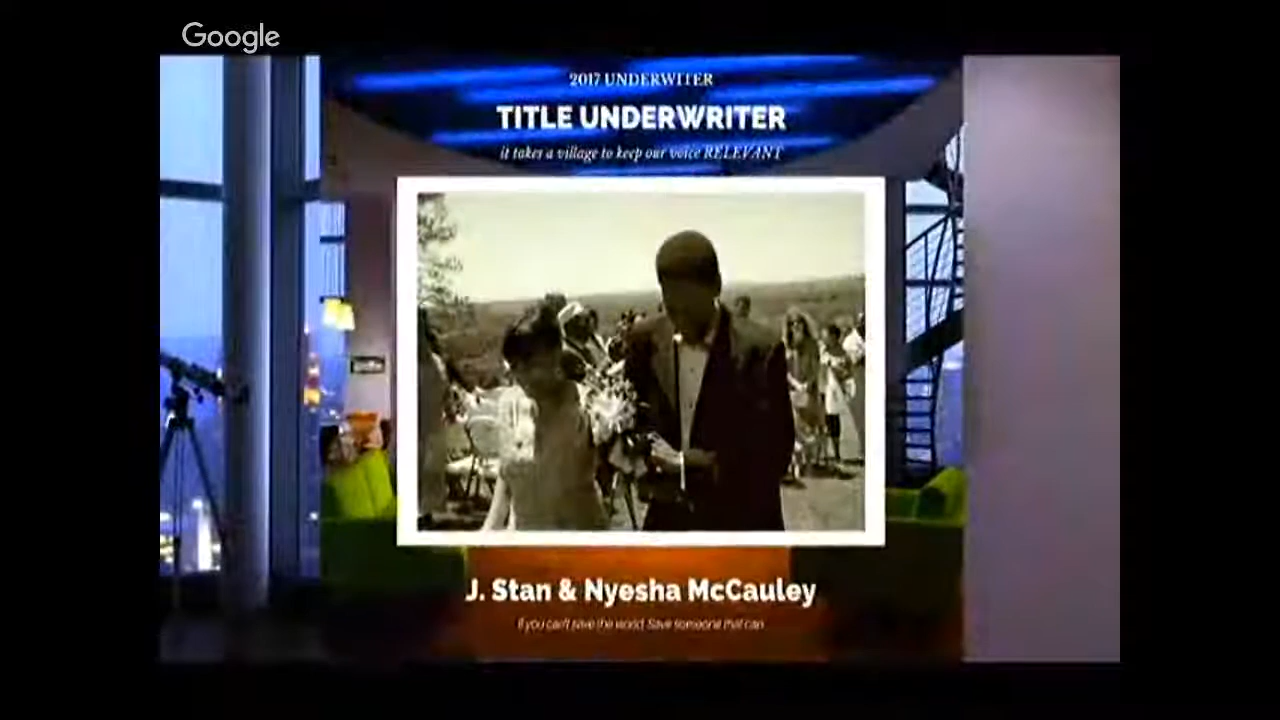 Google
2017 UNDERWITER
TITLE UNDERWRITER
it takes a village to keep our voice RELEVANT
J. Stan & Nyesha McCauley
If you can't save the world. Save someone that can